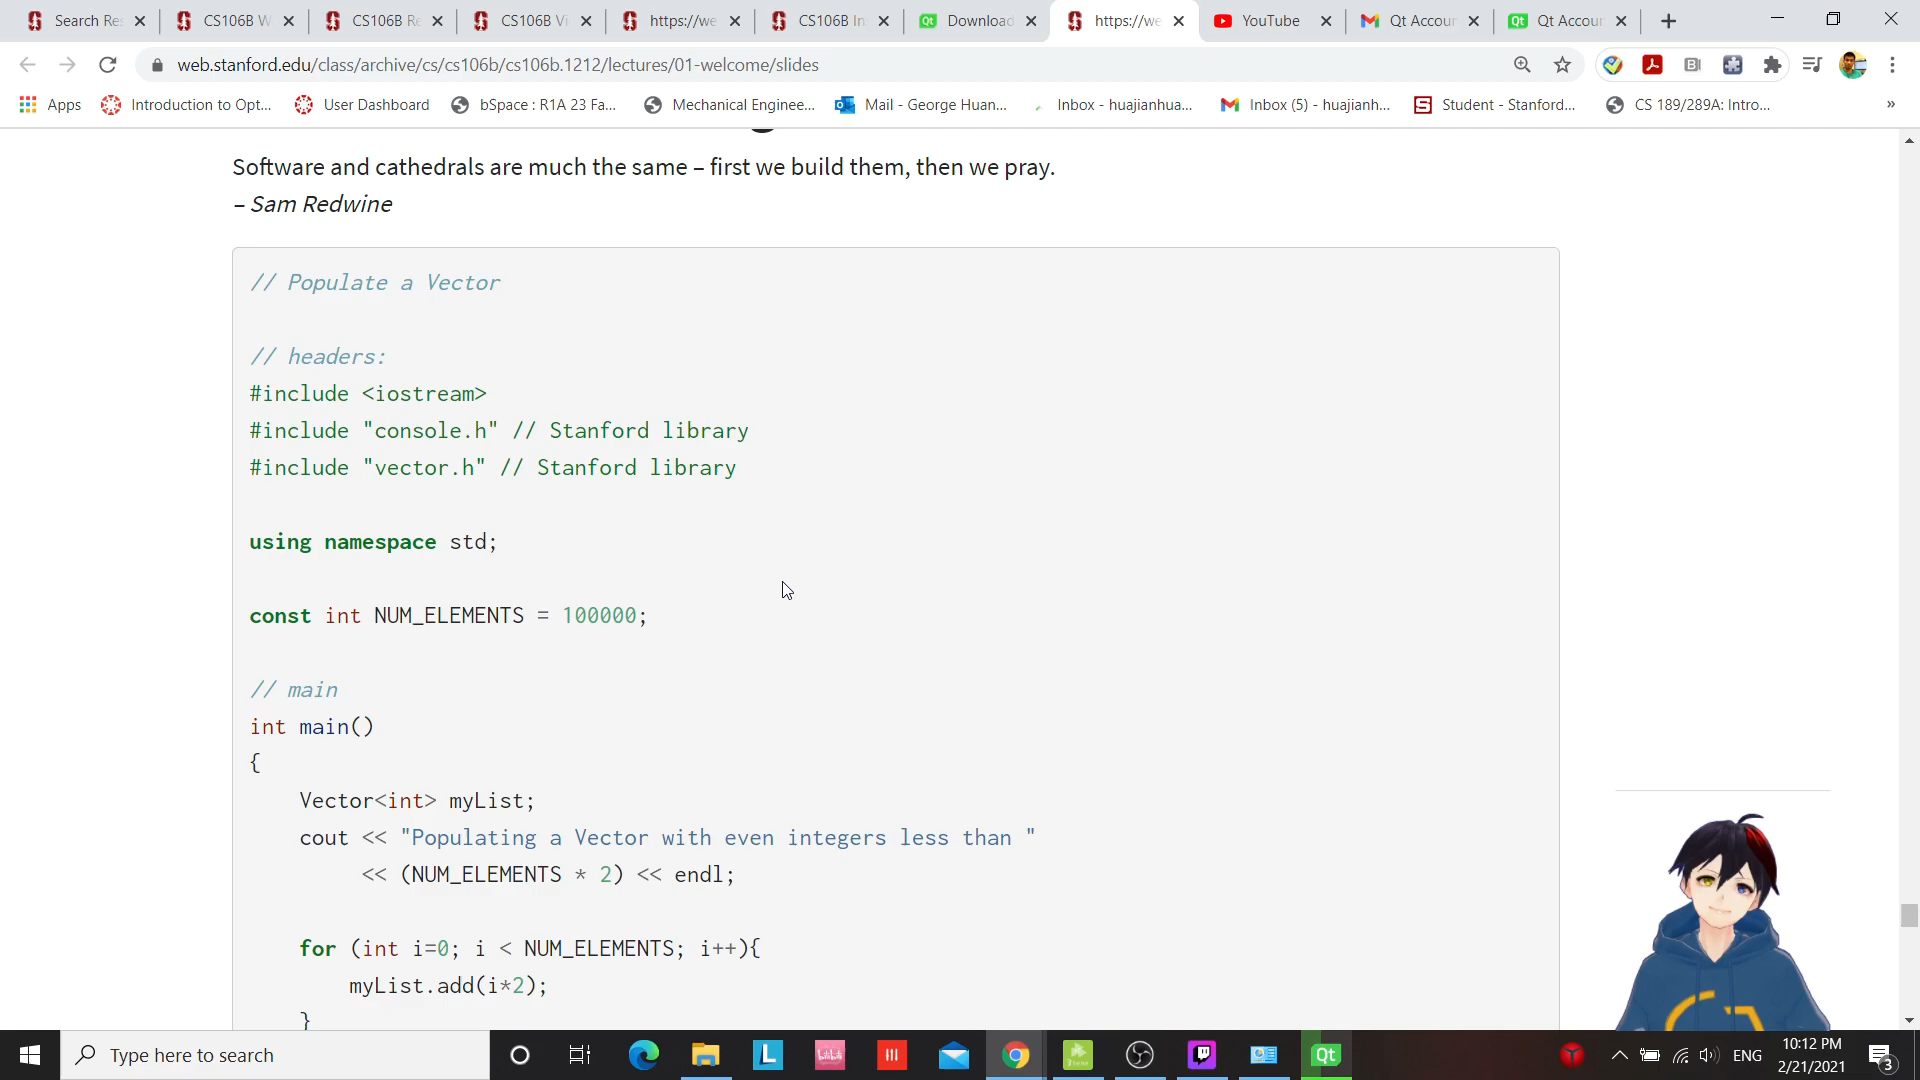 Search Res
CS106B W
CS106B Re
CS106B Vi
https://we
CS106B In
Download
https://we
YouTube
Qt Accour
Qt Accour
web.stanford.edu/class/archive/cs/cs106b/cs106b.1212/lectures/01-welcome/slides
Apps
Introduction to Opt...
User Dashboard
bSpace : R1A 23 Fa...
Mechanical Enginee...
Mail - George Huan...
Inbox - huajianhua...
Inbox (5) - huajianh...
Student - Stanford...
CS 189/289A: Intro...
»
Software and cathedrals are much the same – first we build them, then we pray.
– Sam Redwine
// Populate a Vector
// headers:
#include <iostream>
#include "console.h" // Stanford library
#include "vector.h" // Stanford library
using namespace std;
const int NUM_ELEMENTS = 100000;
// main
int main()
{
Vector<int> myList;
cout << "Populating a Vector with even integers less than "
<< (NUM_ELEMENTS * 2) << endl;
for (int i=0; i < NUM_ELEMENTS; i++){
myList.add(i*2);
}
Type here to search
ENG
10:12 PM
2/21/2021
3